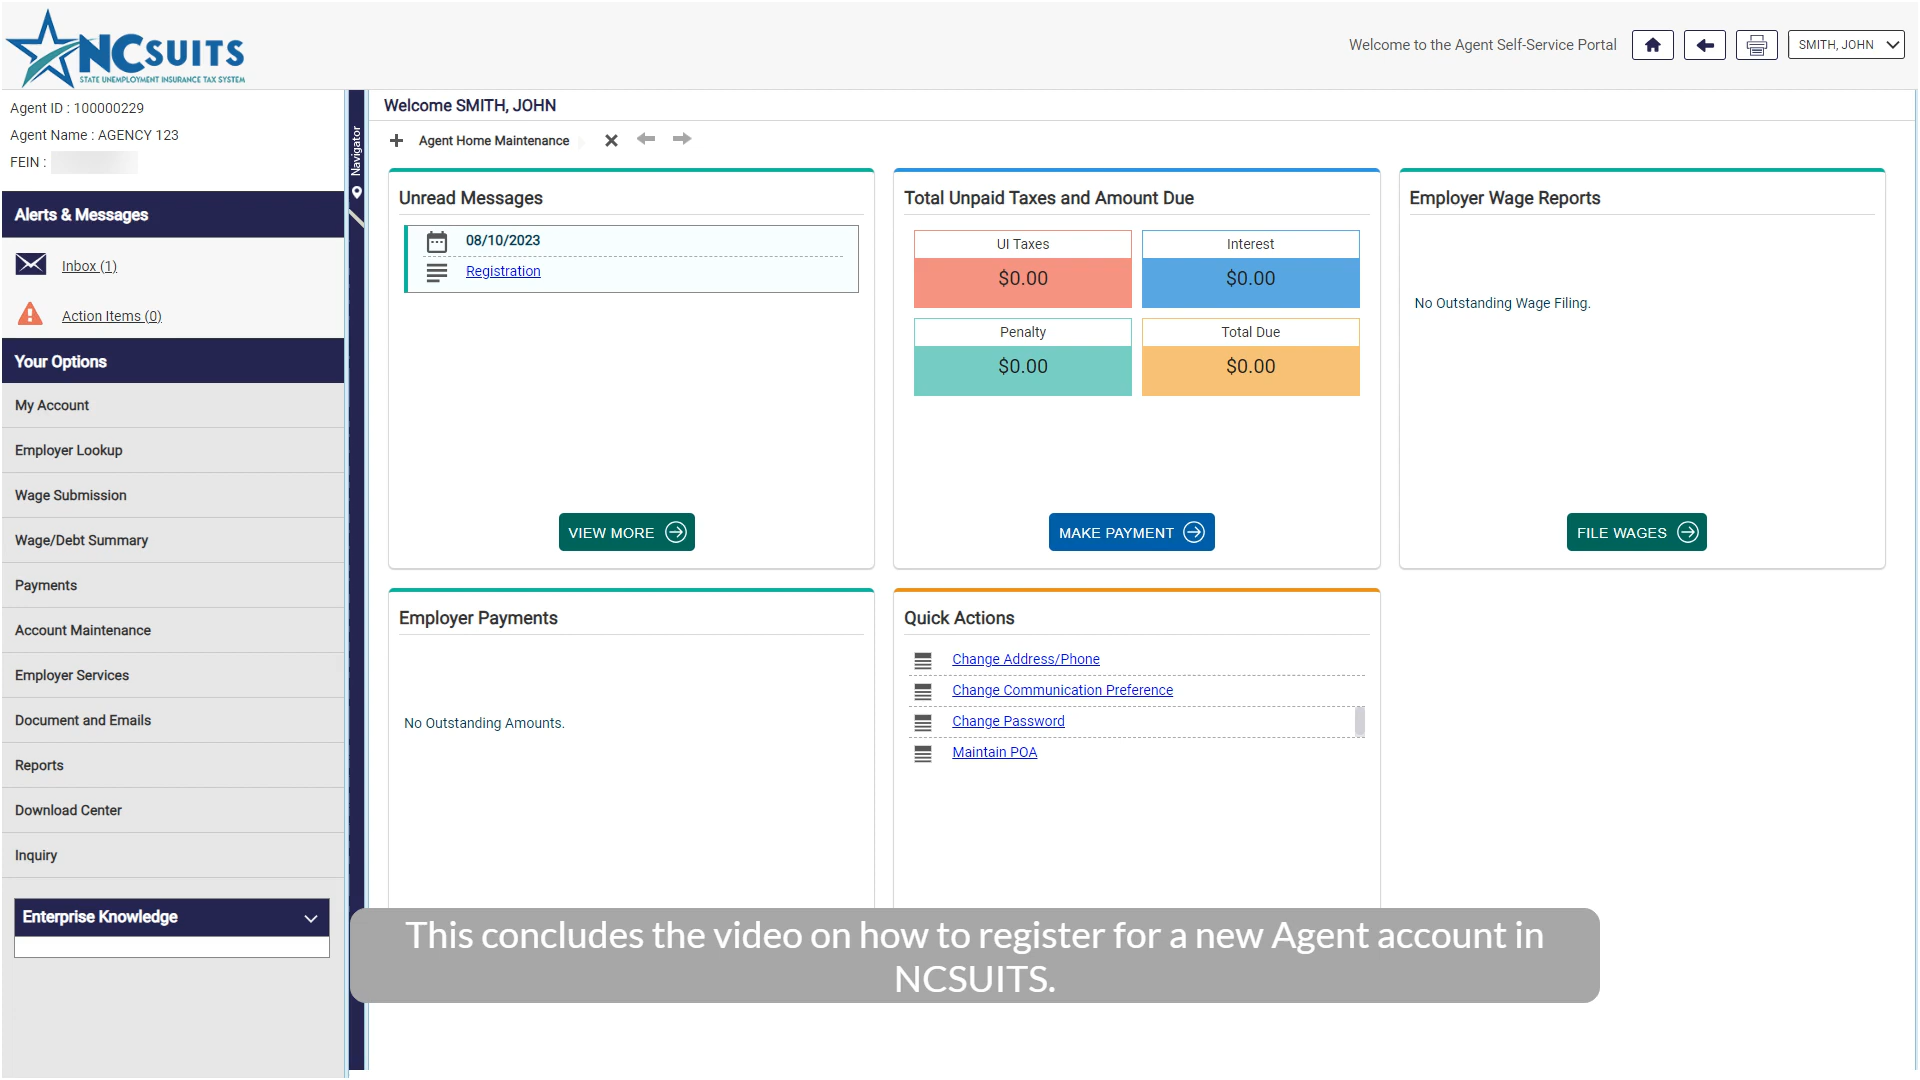 NCSUITS
STATE UNEMPLOYMENT INSURANCE TAX SYSTEM
Welcome to the Agent Self-Service Portal
SMITH, JOHN
Agent ID : 100000229
Agent Name : AGENCY 123
FEIN :
Alerts & Messages
Inbox (1)
Action Items (0)
Your Options
My Account
Employer Lookup
Wage Submission
Wage/Debt Summary
Payments
Account Maintenance
Employer Services
Document and Emails
Reports
Download Center
Inquiry
Enterprise Knowledge
Navigator
Welcome SMITH, JOHN
Agent Home Maintenance
Unread Messages
08/10/2023
Registration
VIEW MORE
Total Unpaid Taxes and Amount Due
UI Taxes
$0.00
Interest
$0.00
Penalty
$0.00
Total Due
$0.00
MAKE PAYMENT
Employer Wage Reports
No Outstanding Wage Filing.
FILE WAGES
Employer Payments
No Outstanding Amounts.
Quick Actions
Change Address/Phone
Change Communication Preference
Change Password
Maintain POA
This concludes the video on how to register for a new Agent account in
NCSUITS.